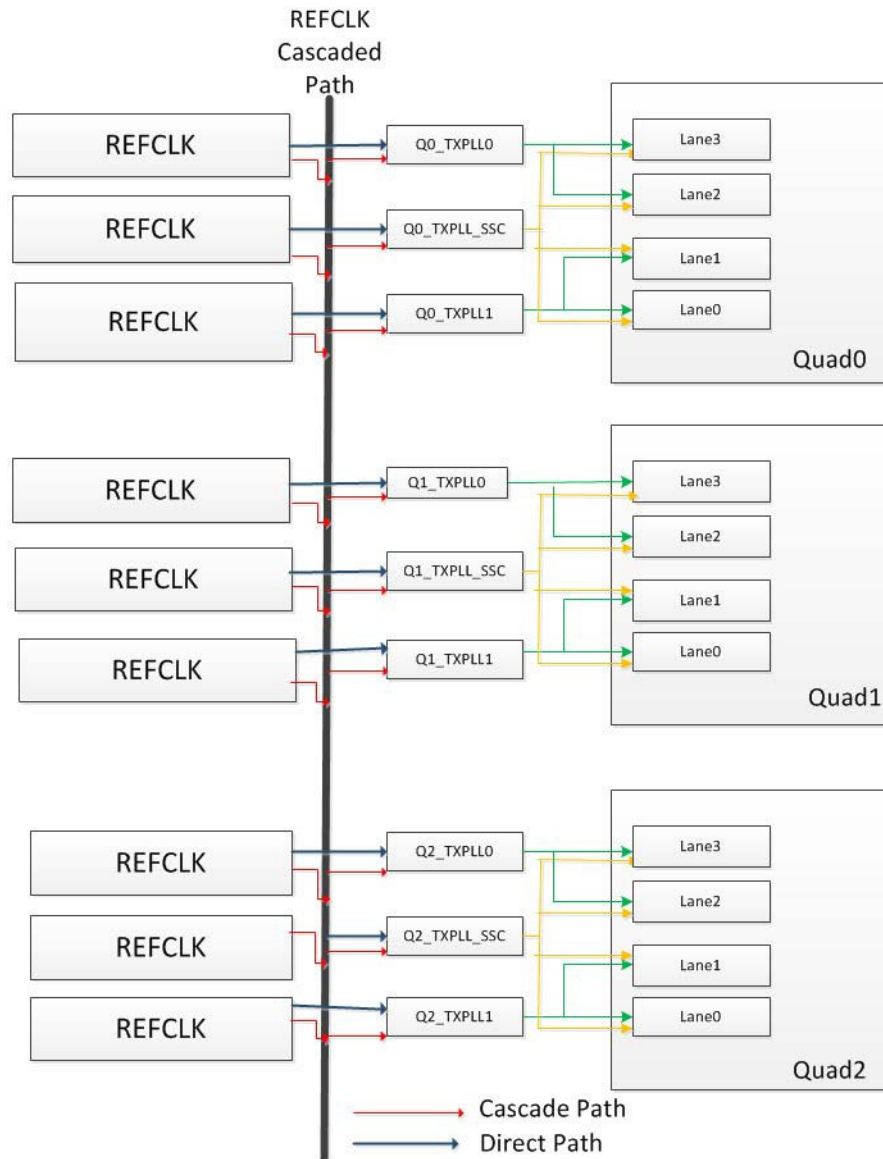 REFCLK
Cascaded
Path
REFCLK
Q0_TXPLL0
Lane3
Lane2
REFCLK
Q0_TXPLL_SSC
Lane1
REFCLK
Q0_TXPLL1
Lane0
Quad0
REFCLK
Q1_TXPLL0
Lane3
Lane2
REFCLK
Q1_TXPLL_SSC
Lane1
REFCLK
Q1_TXPLL1
Lane0
Quad1
REFCLK
Q2_TXPLL0
Lane3
Lane2
REFCLK
Q2_TXPLL_SSC
Lane1
REFCLK
Q2_TXPLL1
Lane0
Quad2
Cascade Path
Direct Path